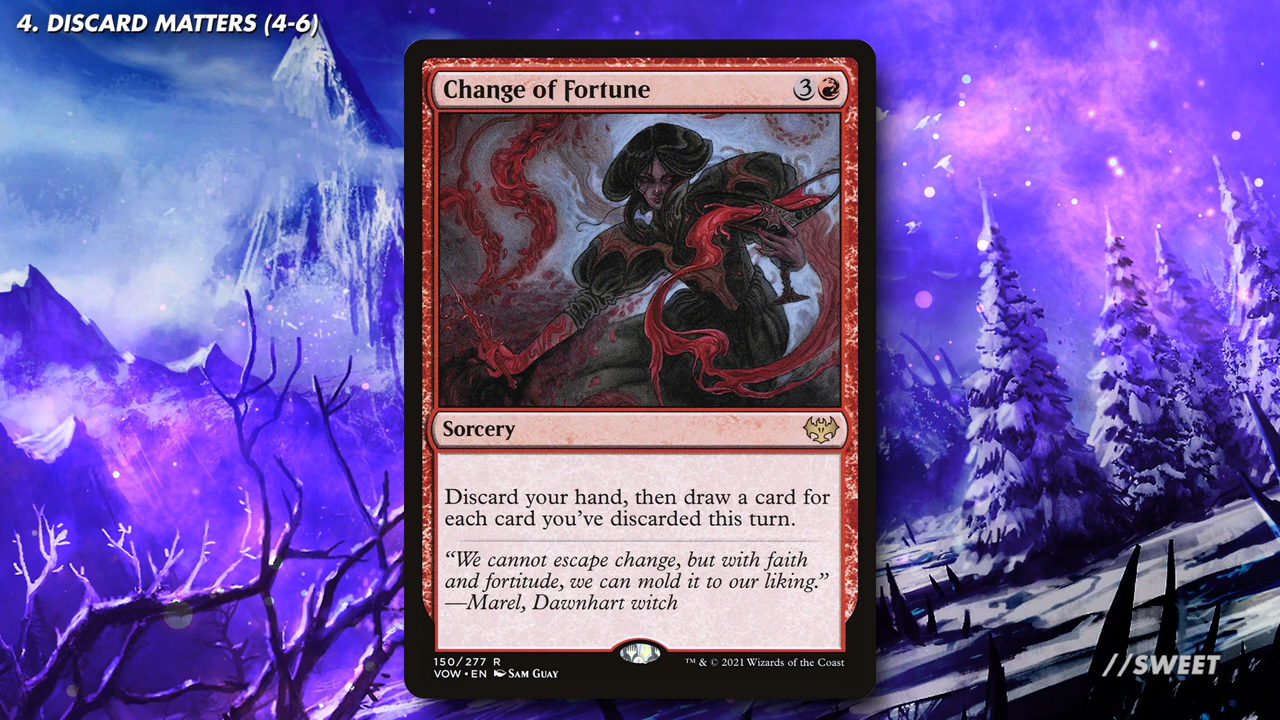 4. DISCARD MATTERS (4-6)
Change of Fortune 3
Sorcery
Discard your hand, then draw a card for
each card you've discarded this turn.
“We cannot escape change, but with faith
and fortitude, we can mold it to our liking.”
—Marel, Dawnhart witch
150/277 R
VOW • EN Sam Guay
™ & © 2021 Wizards of the Coast
//SWEET